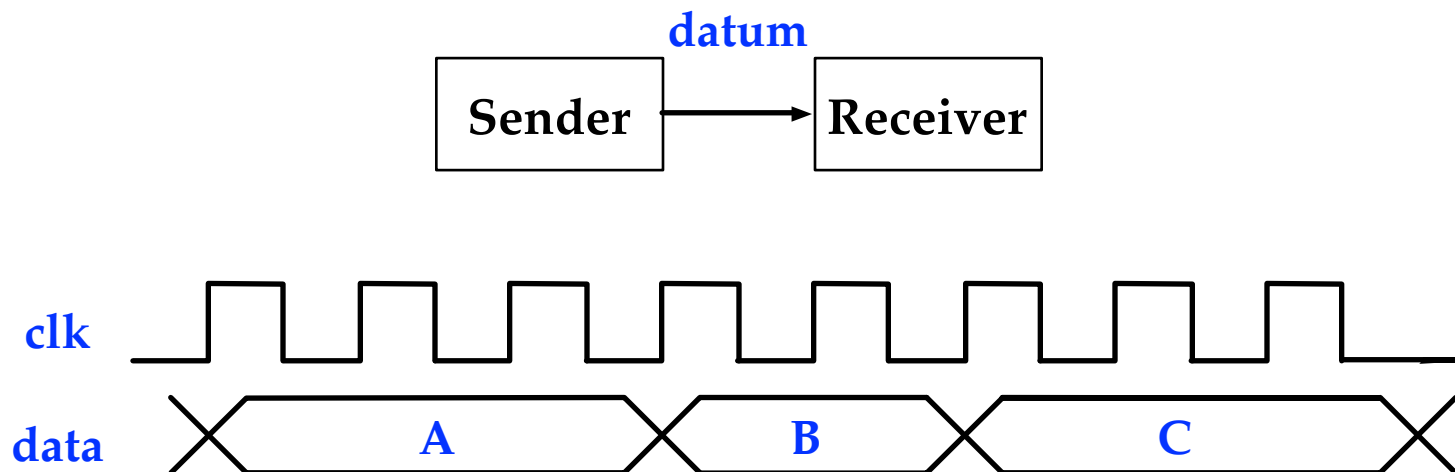 datum
Sender
Receiver
clk
data
A
B
C